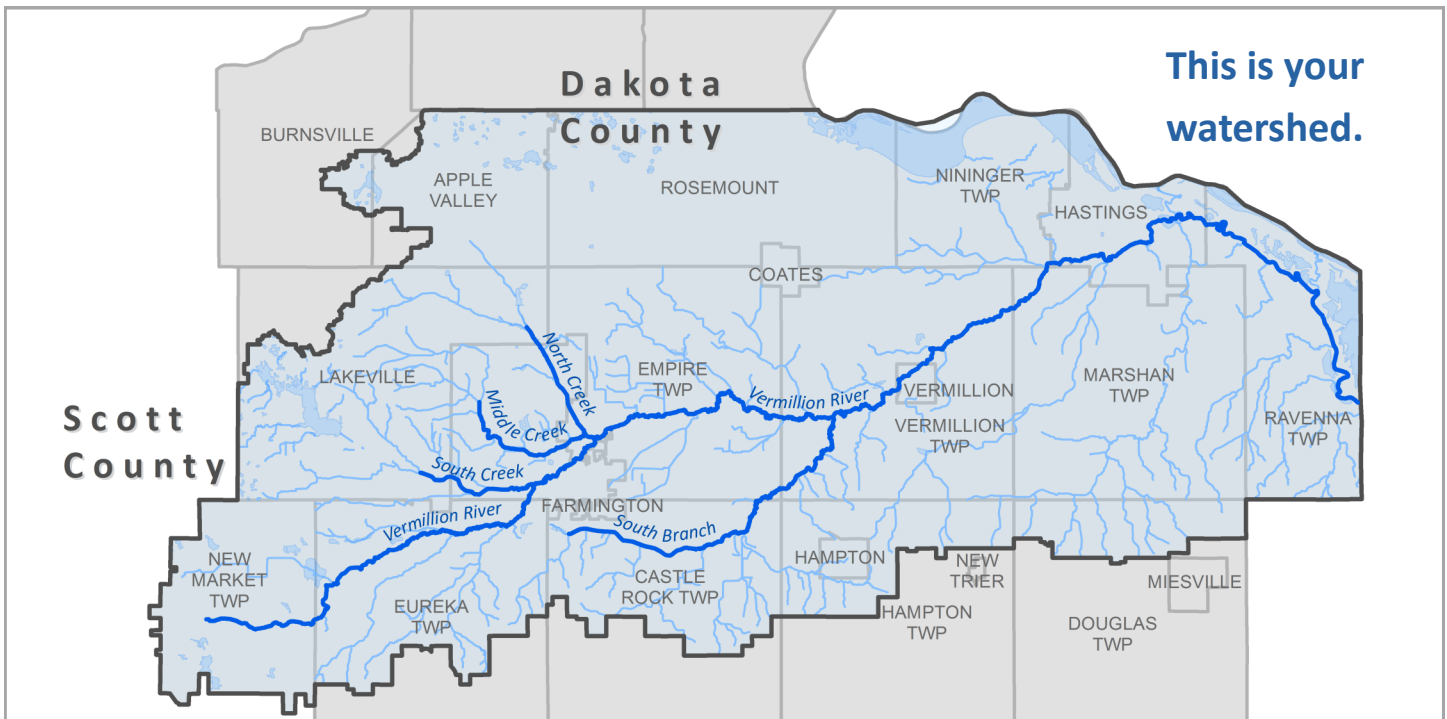 Dakota
County
This is your
watershed.
BURNSVILLE
APPLE
VALLEY
ROSEMOUNT
NININGER
TWP
HASTINGS
COATES
North Creek
LAKEVILLE
EMPIRE
TWP
Middle Creek
Vermillion River
VERMILLION
MARSHAN
TWP
Scott
County
VERMILLION
TWP
RAVENNA
TWP
South Creek
FARMINGTON
Vermillion River
South Branch
NEW
MARKET
TWP
HAMPTON
NEW
TRIER
MIESVILLE
CASTLE
ROCK TWP
EUREKA
TWP
HAMPTON
TWP
DOUGLAS
TWP